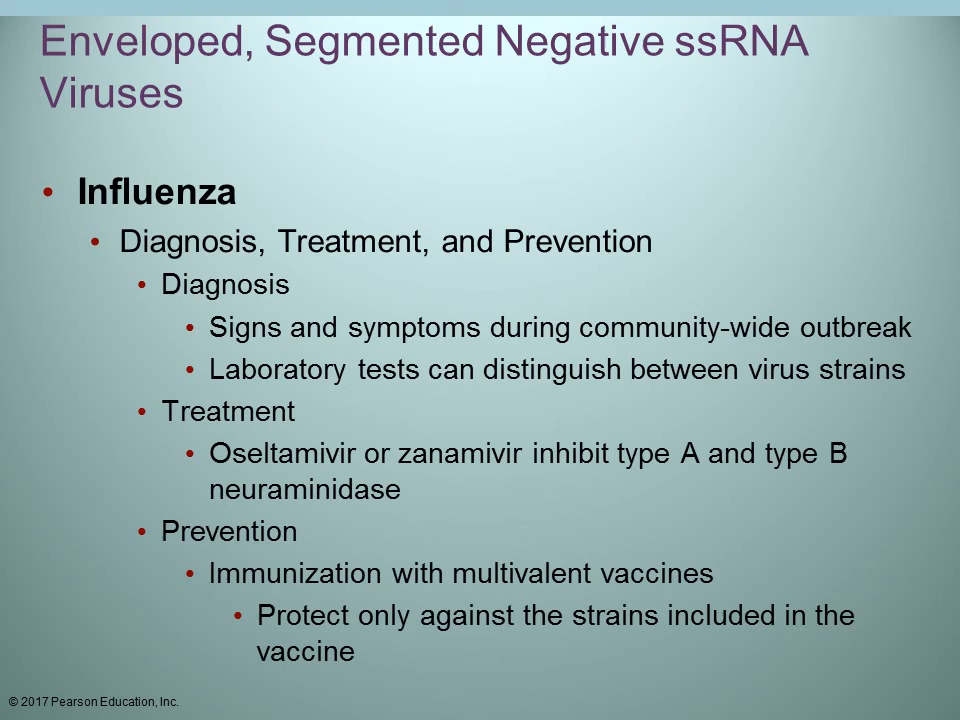 Enveloped, Segmented Negative ssRNA
Viruses
• Influenza
• Diagnosis, Treatment, and Prevention
• Diagnosis
• Signs and symptoms during community-wide outbreak
• Laboratory tests can distinguish between virus strains
• Treatment
• Oseltamivir or zanamivir inhibit type A and type B
neuraminidase
• Prevention
• Immunization with multivalent vaccines
• Protect only against the strains included in the
vaccine
© 2017 Pearson Education, Inc.